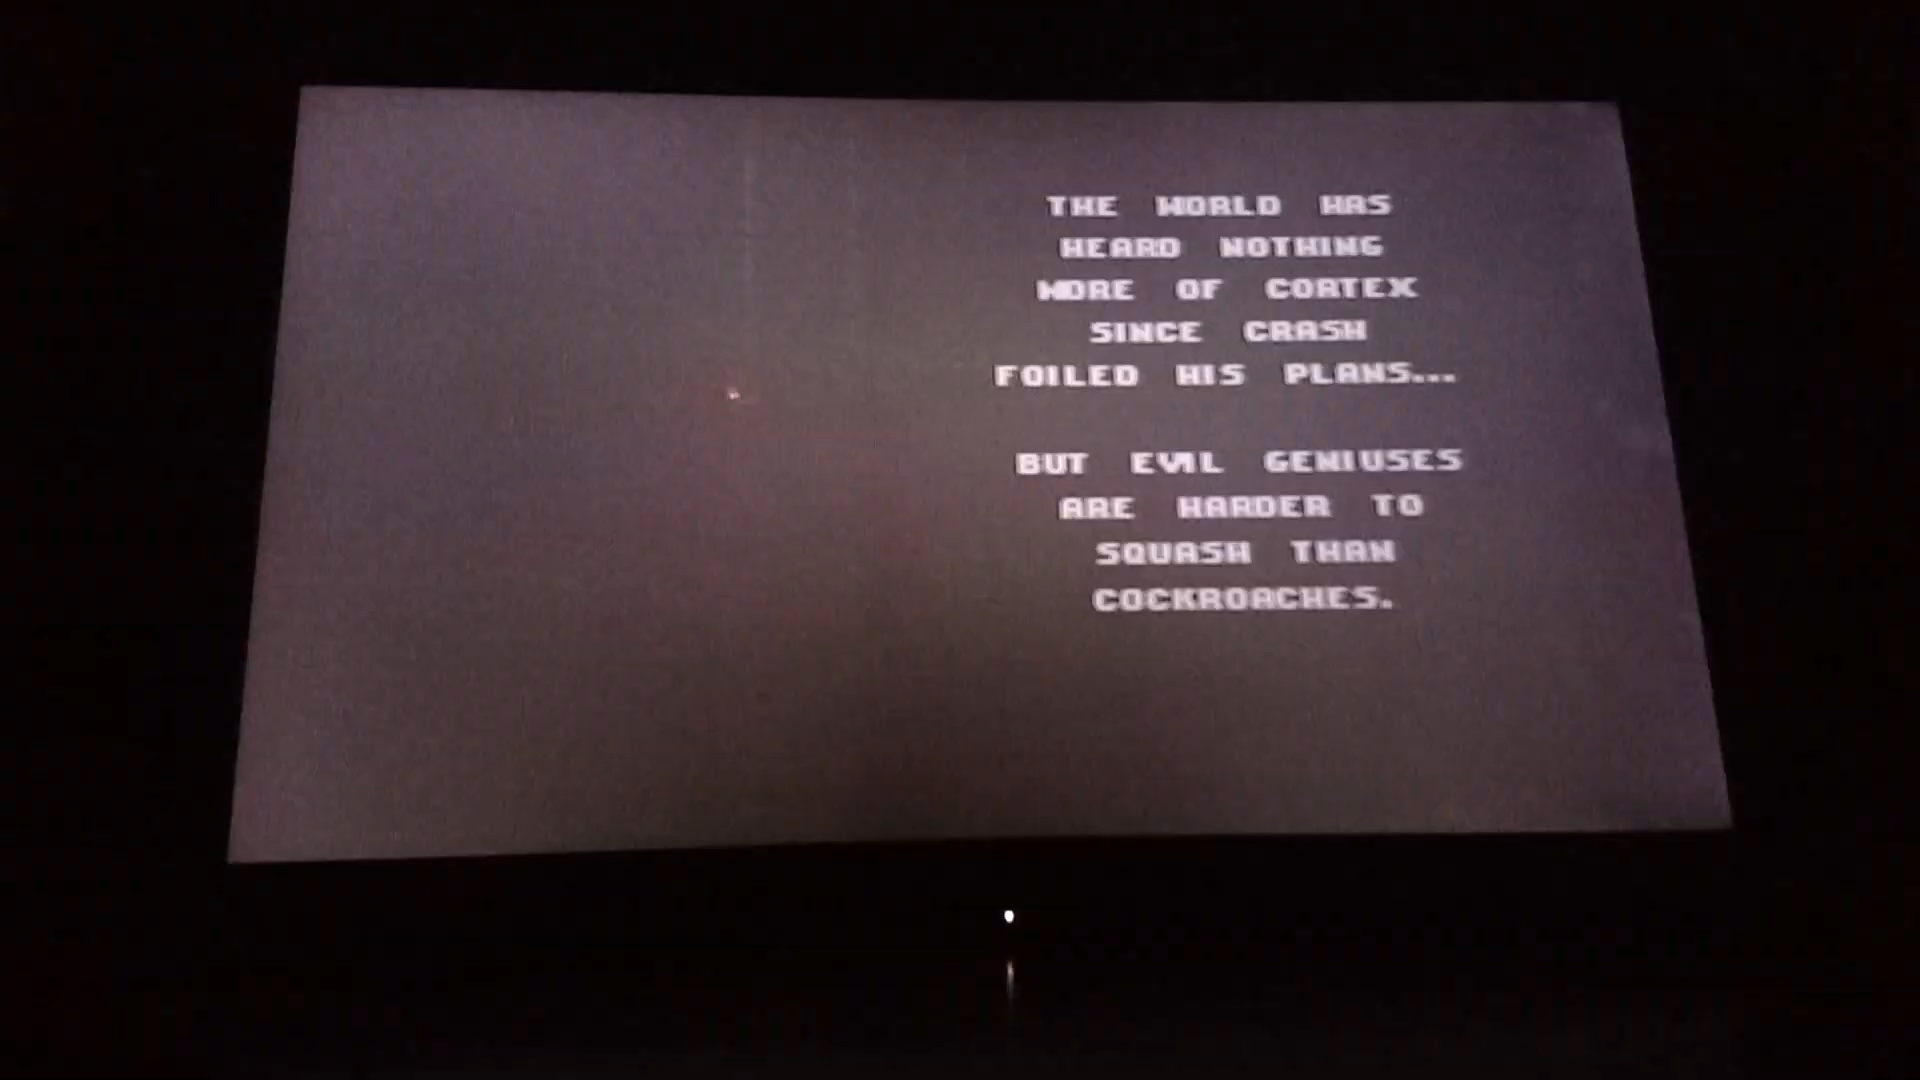 THE WORLD HAS
HEARD NOTHING
MORE OF CORTEX
SINCE CRASH
FOILED HIS PLANS...
BUT EVIL GENIUSES
ARE HARDER TO
SQUASH THAN
COCKROACHES.